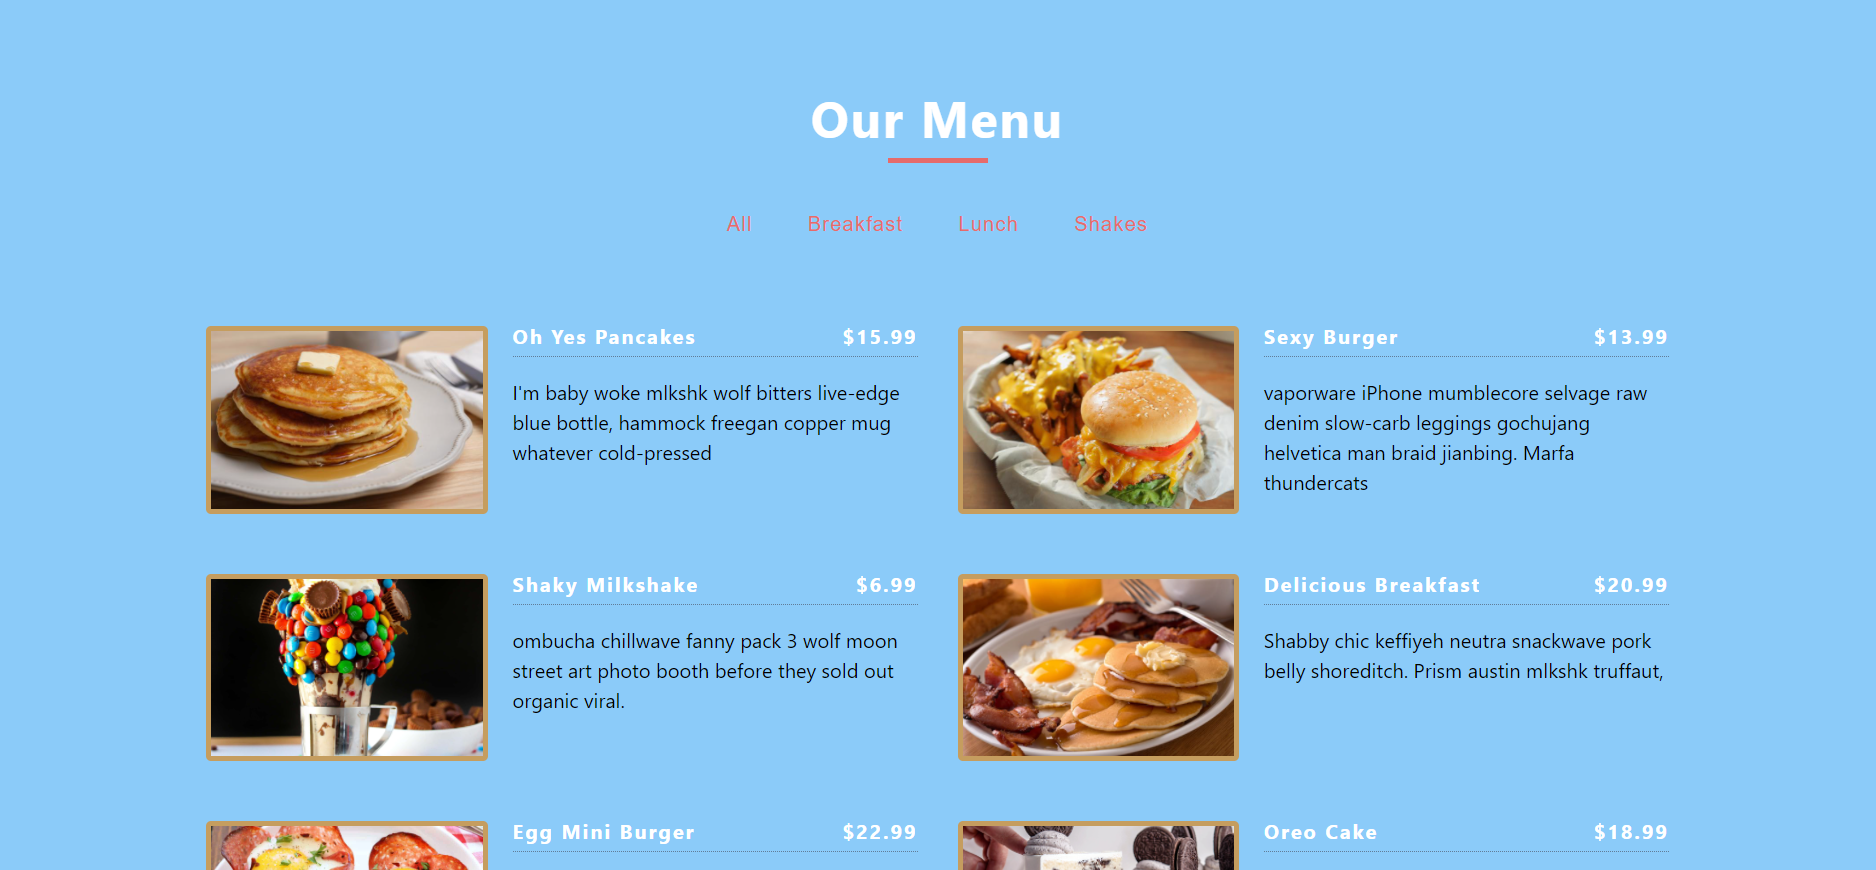 Our Menu
All Breakfast Lunch Shakes
Oh Yes Pancakes $15.99
I'm baby woke mlkshk wolf bitters live-edge
blue bottle, hammock freegan copper mug
whatever cold-pressed
Sexy Burger $13.99
vaporware iPhone mumblecore selvage raw
denim slow-carb leggings gochujang
helvetica man braid jianbing. Marfa
thundercats
Shaky Milkshake $6.99
ombucha chillwave fanny pack 3 wolf moon
street art photo booth before they sold out
organic viral.
Delicious Breakfast $20.99
Shabby chic keffiyeh neutra snackwave pork
belly shoreditch. Prism austin mlkshk truffaut,
Egg Mini Burger $22.99
Oreo Cake $18.99